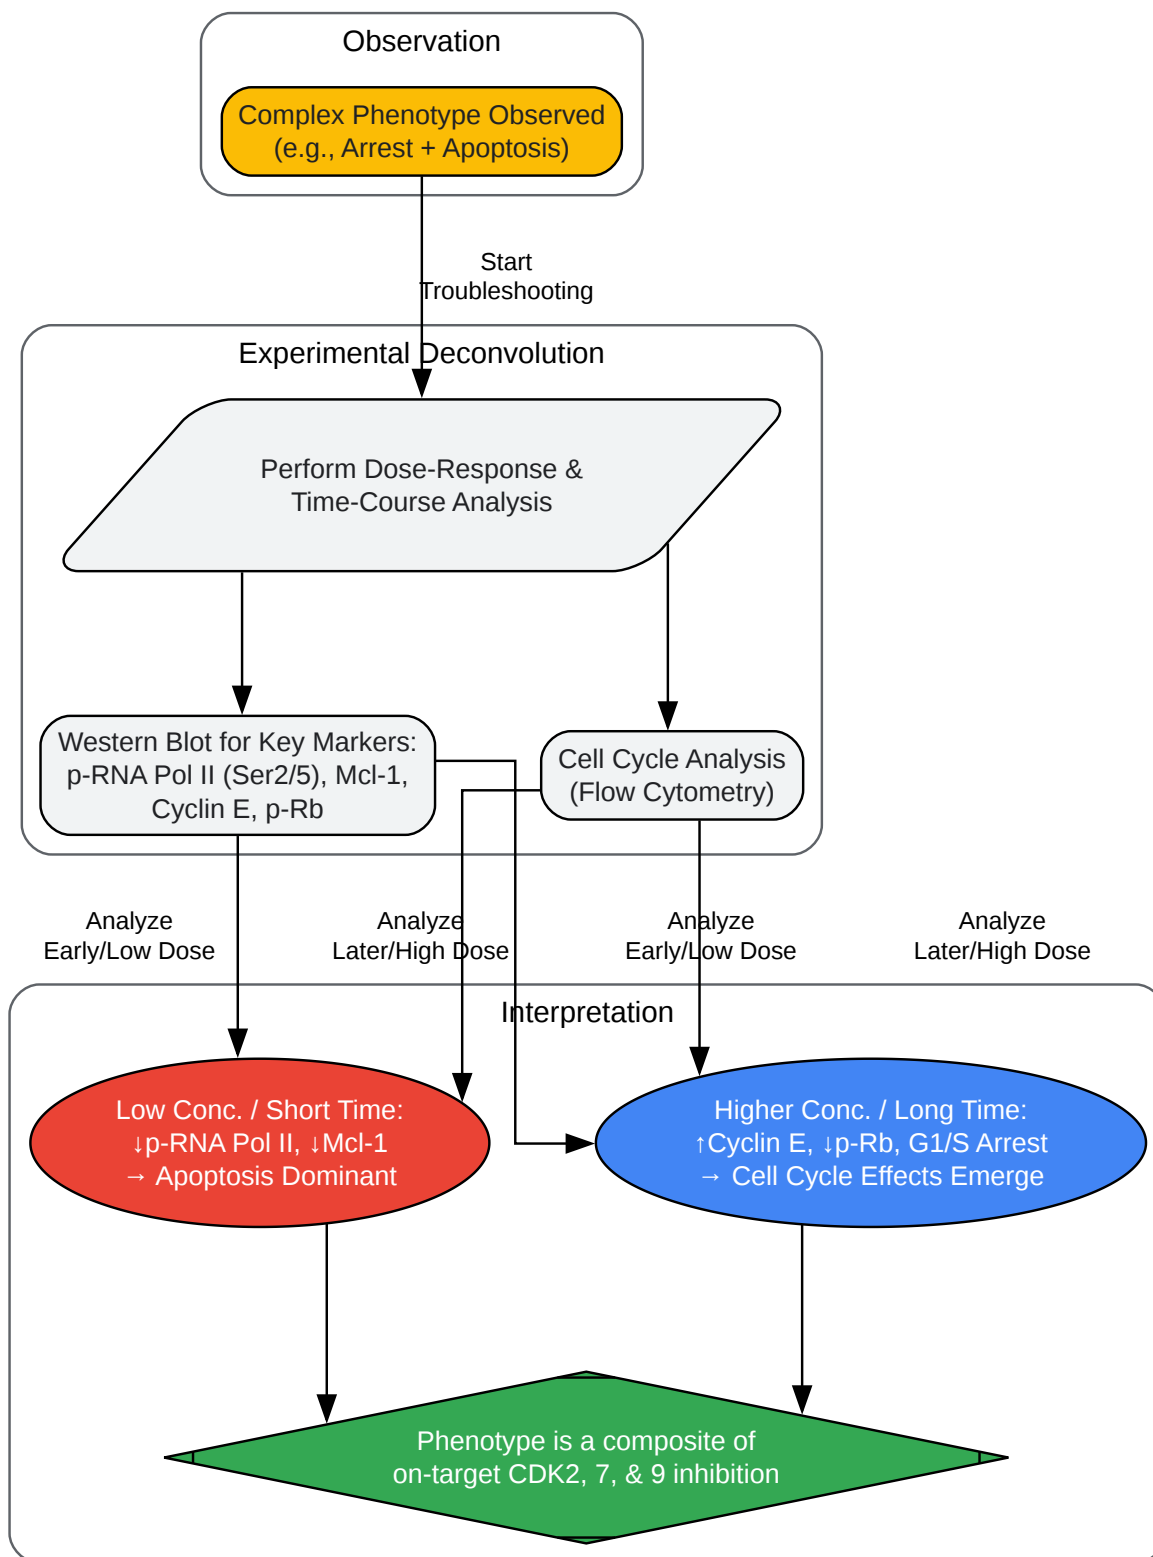 Observation
Complex Phenotype Observed
(e.g., Arrest + Apoptosis)
Start
Troubleshooting
Experimental Deconvolution
Perform Dose-Response &
Time-Course Analysis
Western Blot for Key Markers:
p-RNA Pol II (Ser2/5), Mcl-1,
Cyclin E, p-Rb
Cell Cycle Analysis
(Flow Cytometry)
Analyze
Early/Low Dose
Analyze
Later/High Dose
Analyze
Early/Low Dose
Analyze
Later/High Dose
Interpretation
Low Conc. / Short Time:
↓p-RNA Pol II, ↓Mcl-1
→ Apoptosis Dominant
Higher Conc. / Long Time:
↑Cyclin E, ↓p-Rb, G1/S Arrest
→ Cell Cycle Effects Emerge
Phenotype is a composite of
on-target CDK2, 7, & 9 inhibition